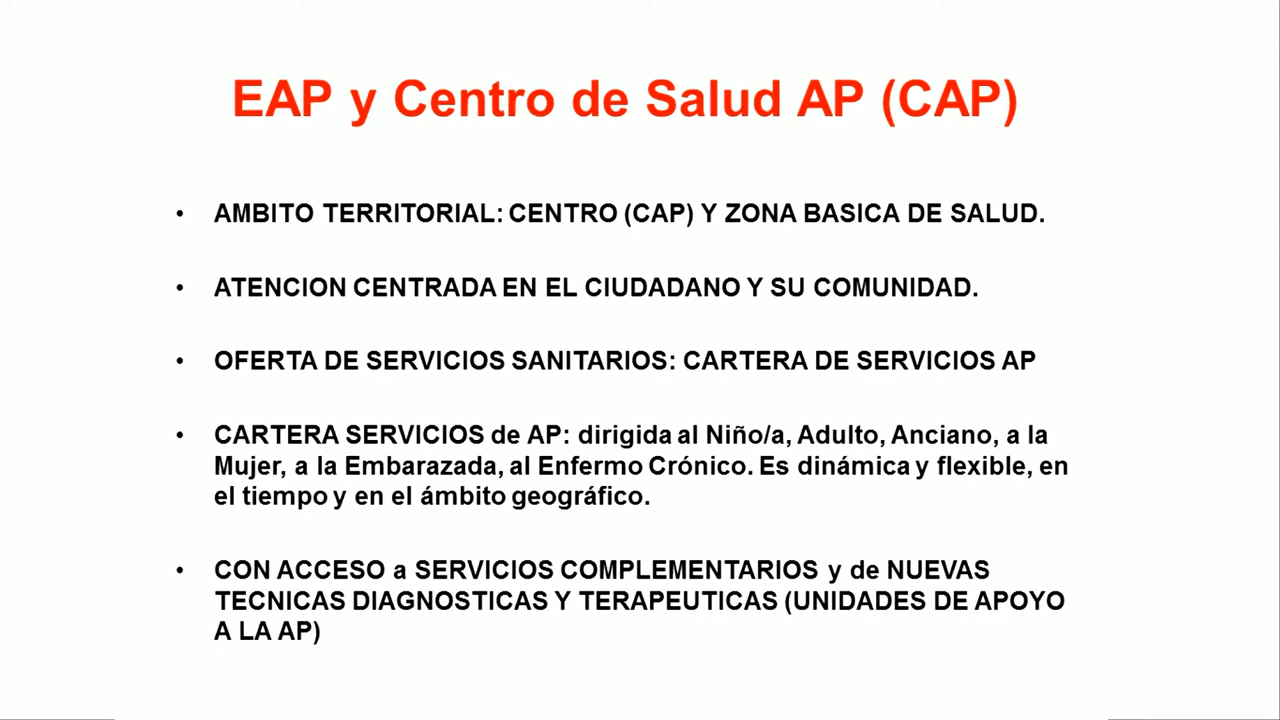 EAP y Centro de Salud AP (CAP)
• AMBITO TERRITORIAL: CENTRO (CAP) Y ZONA BASICA DE SALUD.
• ATENCION CENTRADA EN EL CIUDADANO Y SU COMUNIDAD.
• OFERTA DE SERVICIOS SANITARIOS: CARTERA DE SERVICIOS AP
• CARTERA SERVICIOS de AP: dirigida al Niño/a, Adulto, Anciano, a la
Mujer, a la Embarazada, al Enfermo Crónico. Es dinámica y flexible, en
el tiempo y en el ámbito geográfico.
• CON ACCESO a SERVICIOS COMPLEMENTARIOS y de NUEVAS
TECNICAS DIAGNOSTICAS Y TERAPEUTICAS (UNIDADES DE APOYO
A LA AP)